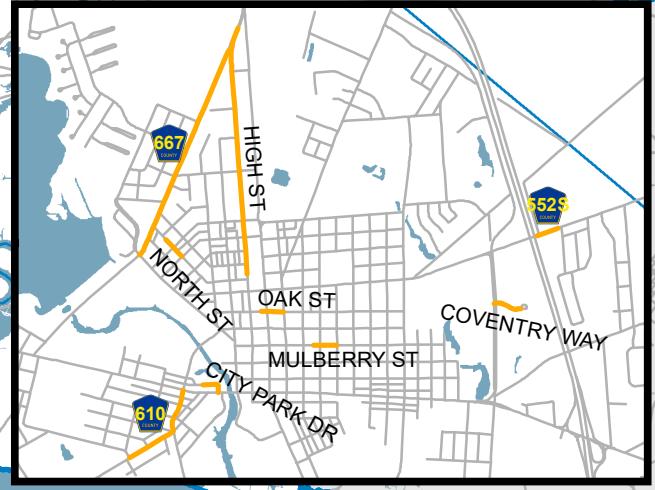 667
COUNTY
HIGH ST
552S
COUNTY
NORTH ST
OAK ST
COVENTRY WAY
MULBERRY ST
CITY PARK DR
610
COUNTY